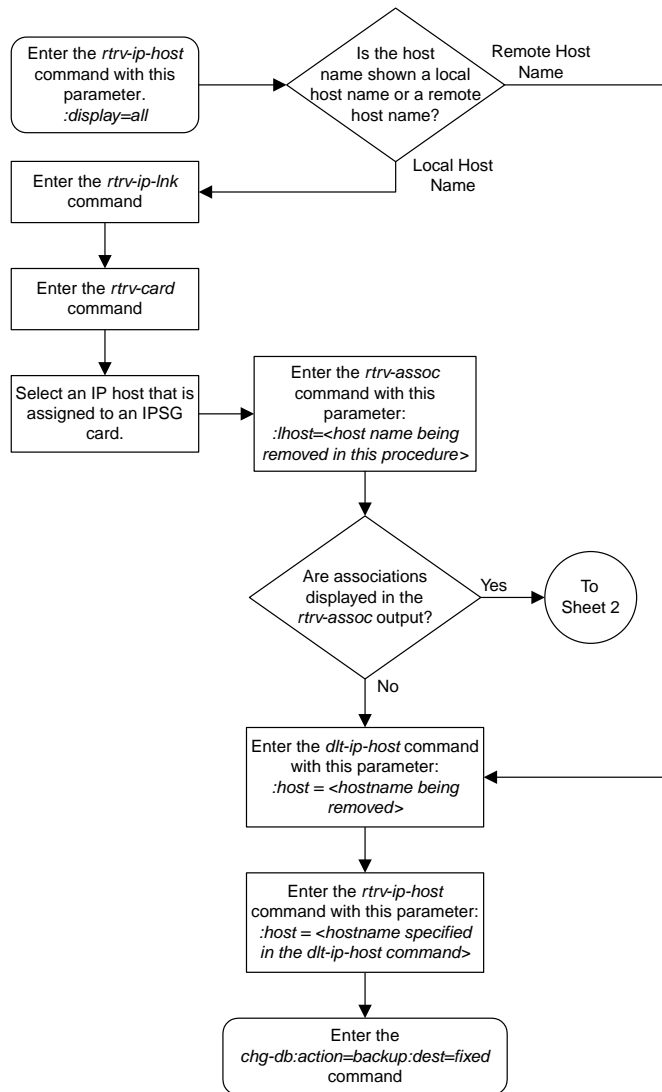 Enter the rtrv-ip-host
command with this
parameter.
:display=all
Is the host
name shown a local
host name or a remote
host name?
Remote Host
Name
Local Host
Name
Enter the rtrv-ip-lnk
command
Enter the rtrv-card
command
Select an IP host that is
assigned to an IPSG
card.
Enter the rtrv-assoc
command with this
parameter:
:lhost=<host name being
removed in this procedure>
Are associations
displayed in the
rtrv-assoc output?
Yes
To
Sheet 2
No
Enter the dlt-ip-host command
with this parameter:
:host = <hostname being
removed>
Enter the rtrv-ip-host
command with this parameter:
:host = <hostname specified
in the dlt-ip-host command>
Enter the
chg-db:action=backup:dest=fixed
command